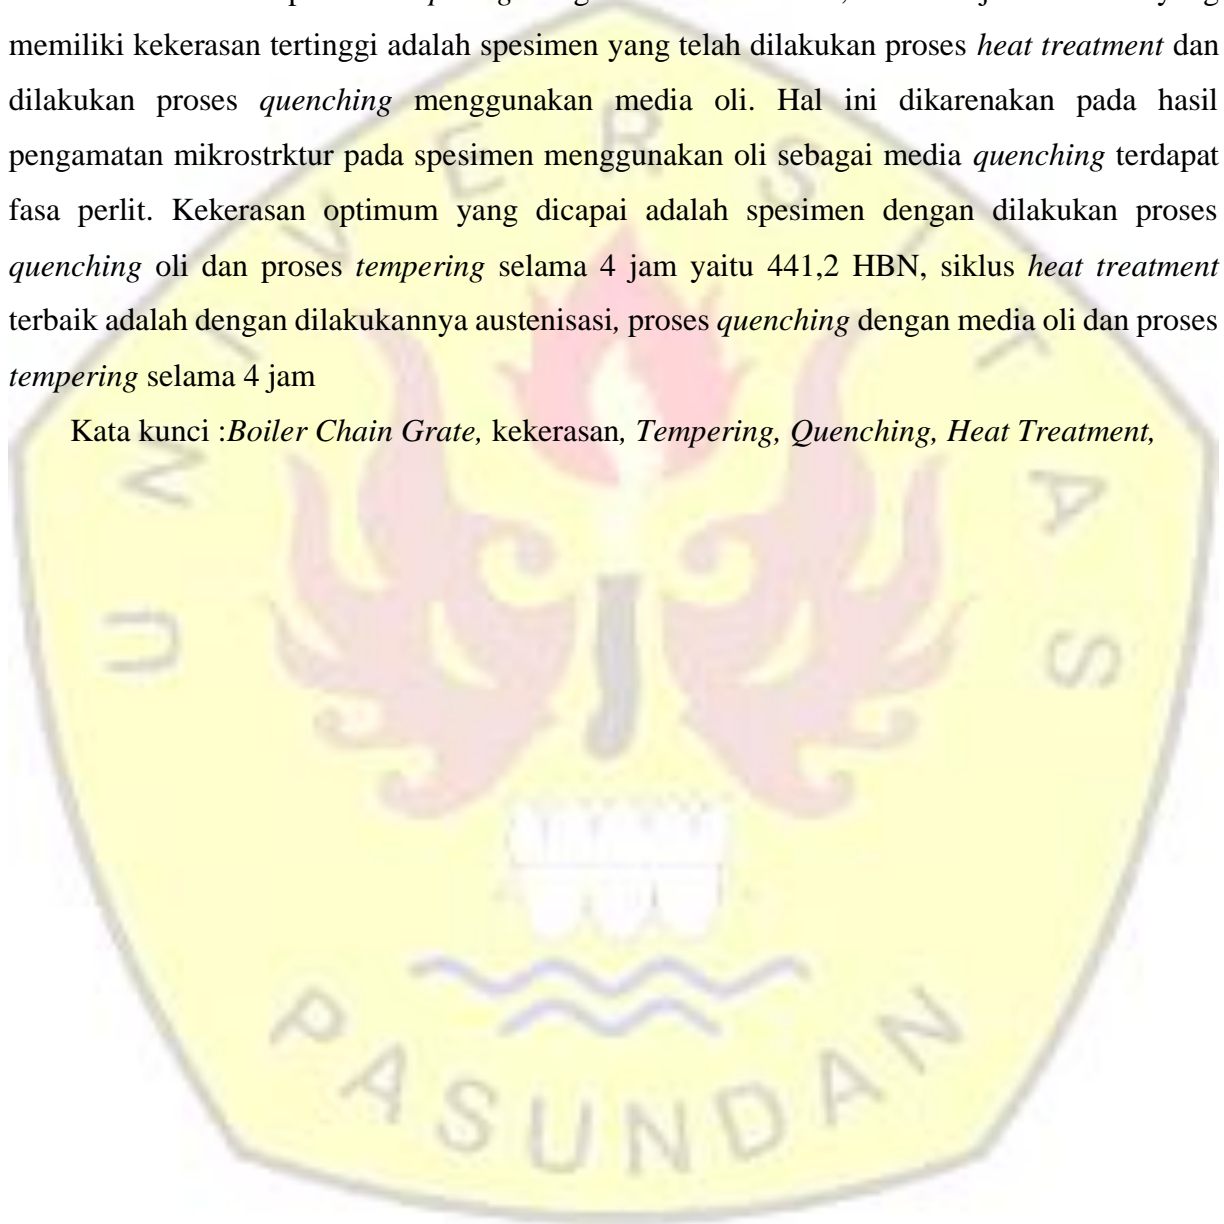 memiliki kekerasan tertinggi adalah spesimen yang telah dilakukan proses heat treatment dan
dilakukan proses quenching menggunakan media oli. Hal ini dikarenakan pada hasil
pengamatan mikrostrktur pada spesimen menggunakan oli sebagai media quenching terdapat
fasa perlit. Kekerasan optimum yang dicapai adalah spesimen dengan dilakukan proses
quenching oli dan proses tempering selama 4 jam yaitu 441,2 HBN, siklus heat treatment
terbaik adalah dengan dilakukannya austenisasi, proses quenching dengan media oli dan proses
tempering selama 4 jam
Kata kunci :Boiler Chain Grate, kekerasan, Tempering, Quenching, Heat Treatment,
UNIVERSITAS
PASUNDAN